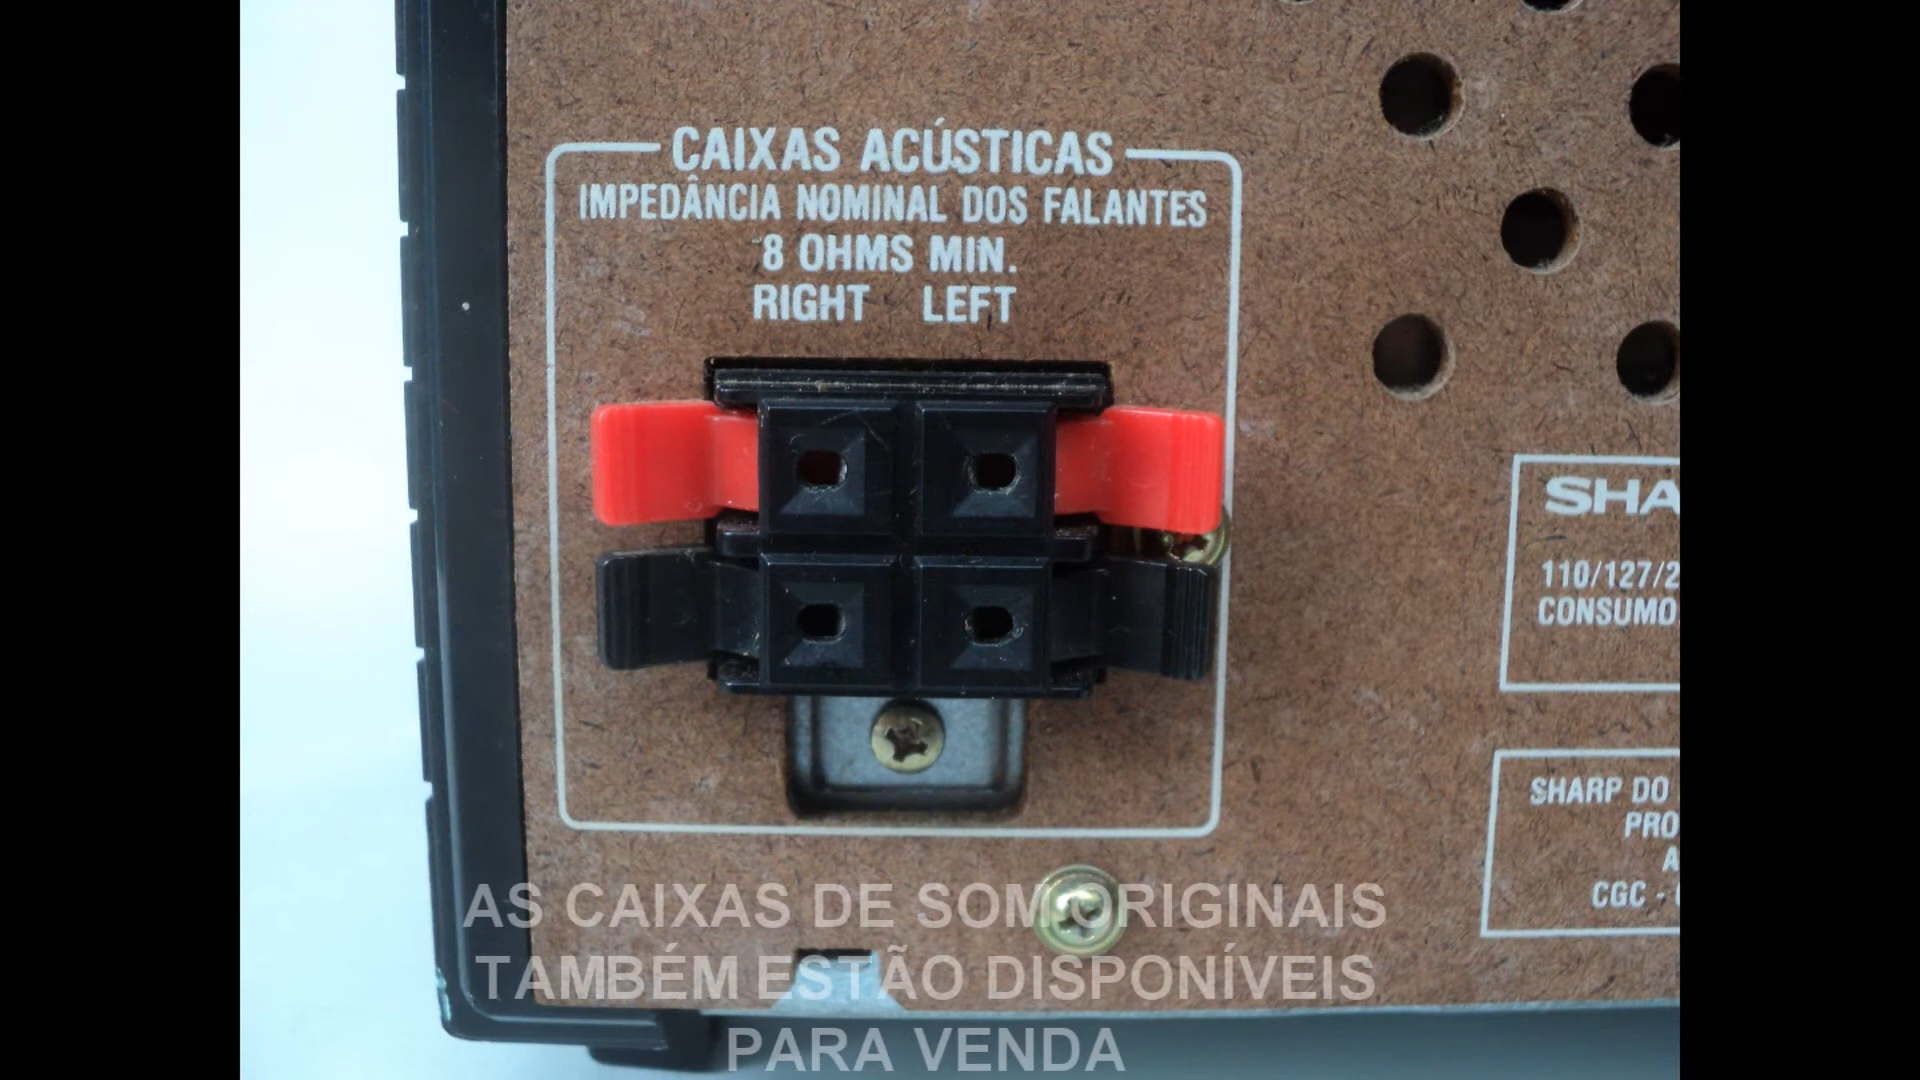 CAIXAS ACÚSTICAS
IMPEDÂNCIA NOMINAL DOS FALANTES
8 OHMS MIN.
RIGHT LEFT
SHA
110/127/2
CONSUMO
SHARP DO
PRO
A
CGC -
AS CAIXAS DE SOM ORIGINAIS
TAMBÉM ESTÃO DISPONÍVEIS
PARA VENDA